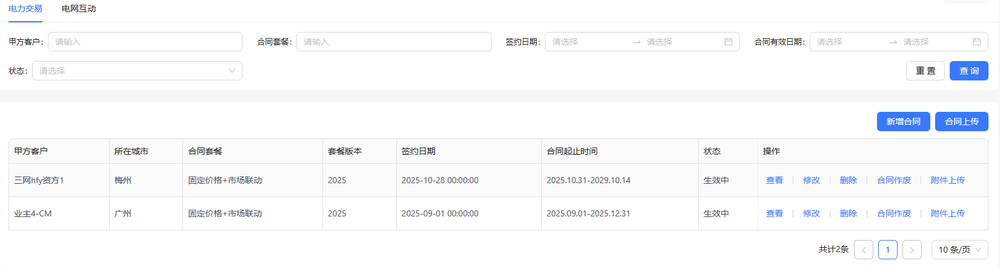 电力交易 电网互动
甲方客户: 请输入 合同套餐: 请输入 签约日期: 请选择 → 请选择 合同有效日期: 请选择 → 请选择
状态: 请选择 重 置 查 询
新增合同 合同上传
甲方客户 所在城市 合同套餐 套餐版本 签约日期 合同起止时间 状态 操作
三网hfy资方1 梅州 固定价格+市场联动 2025 2025-10-28 00:00:00 2025.10.31-2029.10.14 生效中 查看 修改 删除 合同作废 附件上传
业主4-CM 广州 固定价格+市场联动 2025 2025-09-01 00:00:00 2025.09.01-2025.12.31 生效中 查看 修改 删除 合同作废 附件上传
共计2条 < 1 > 10 条/页